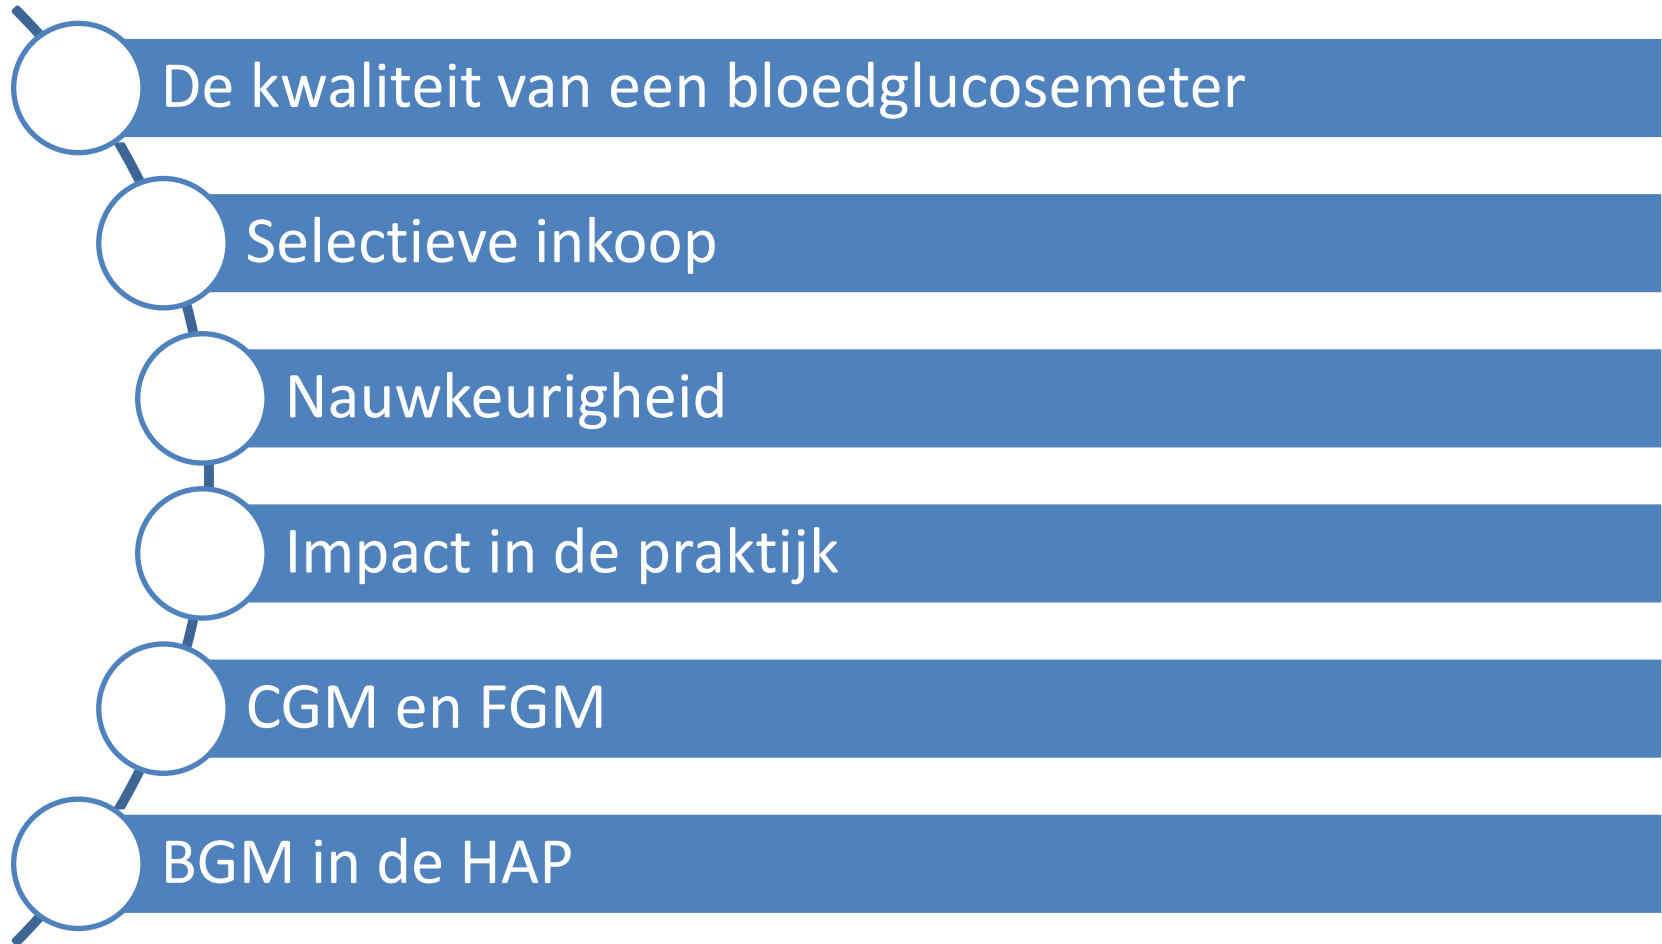 De kwaliteit van een bloedglucosemeter
Selectieve inkoop
Nauwkeurigheid
Impact in de praktijk
CGM en FGM
BGM in de HAP